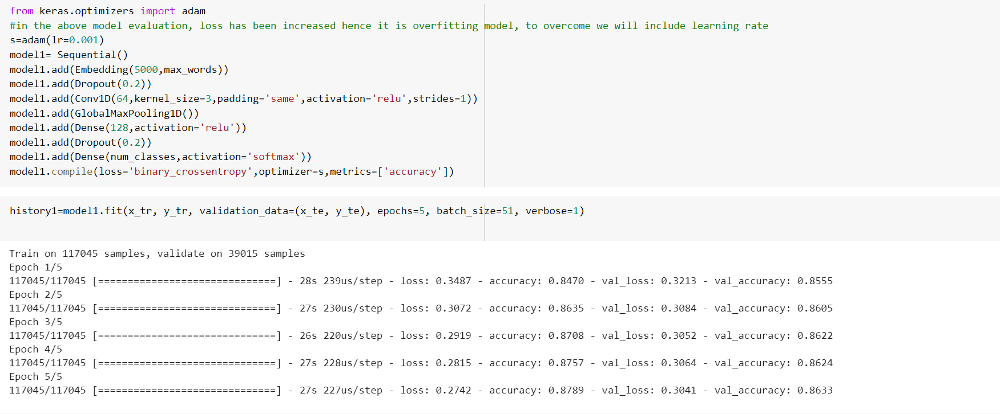 from keras.optimizers import adam
#in the above model evaluation, loss has been increased hence it is overfitting model, to overcome we will include learning rate
s=adam(lr=0.001)
model1= Sequential()
model1.add(Embedding(5000,max_words))
model1.add(Dropout(0.2))
model1.add(Conv1D(64,kernel_size=3,padding='same',activation='relu',strides=1))
model1.add(GlobalMaxPooling1D())
model1.add(Dense(128,activation='relu'))
model1.add(Dropout(0.2))
model1.add(Dense(num_classes,activation='softmax'))
model1.compile(loss='binary_crossentropy',optimizer=s,metrics=['accuracy'])
history1=model1.fit(x_tr, y_tr, validation_data=(x_te, y_te), epochs=5, batch_size=51, verbose=1)
Train on 117045 samples, validate on 39015 samples
Epoch 1/5
117045/117045 [==============================] - 28s 239us/step - loss: 0.3487 - accuracy: 0.8470 - val_loss: 0.3213 - val_accuracy: 0.8555
Epoch 2/5
117045/117045 [==============================] - 27s 230us/step - loss: 0.3072 - accuracy: 0.8635 - val_loss: 0.3084 - val_accuracy: 0.8605
Epoch 3/5
117045/117045 [==============================] - 26s 220us/step - loss: 0.2919 - accuracy: 0.8708 - val_loss: 0.3052 - val_accuracy: 0.8622
Epoch 4/5
117045/117045 [==============================] - 27s 228us/step - loss: 0.2815 - accuracy: 0.8757 - val_loss: 0.3064 - val_accuracy: 0.8624
Epoch 5/5
117045/117045 [==============================] - 27s 227us/step - loss: 0.2742 - accuracy: 0.8789 - val_loss: 0.3041 - val_accuracy: 0.8633